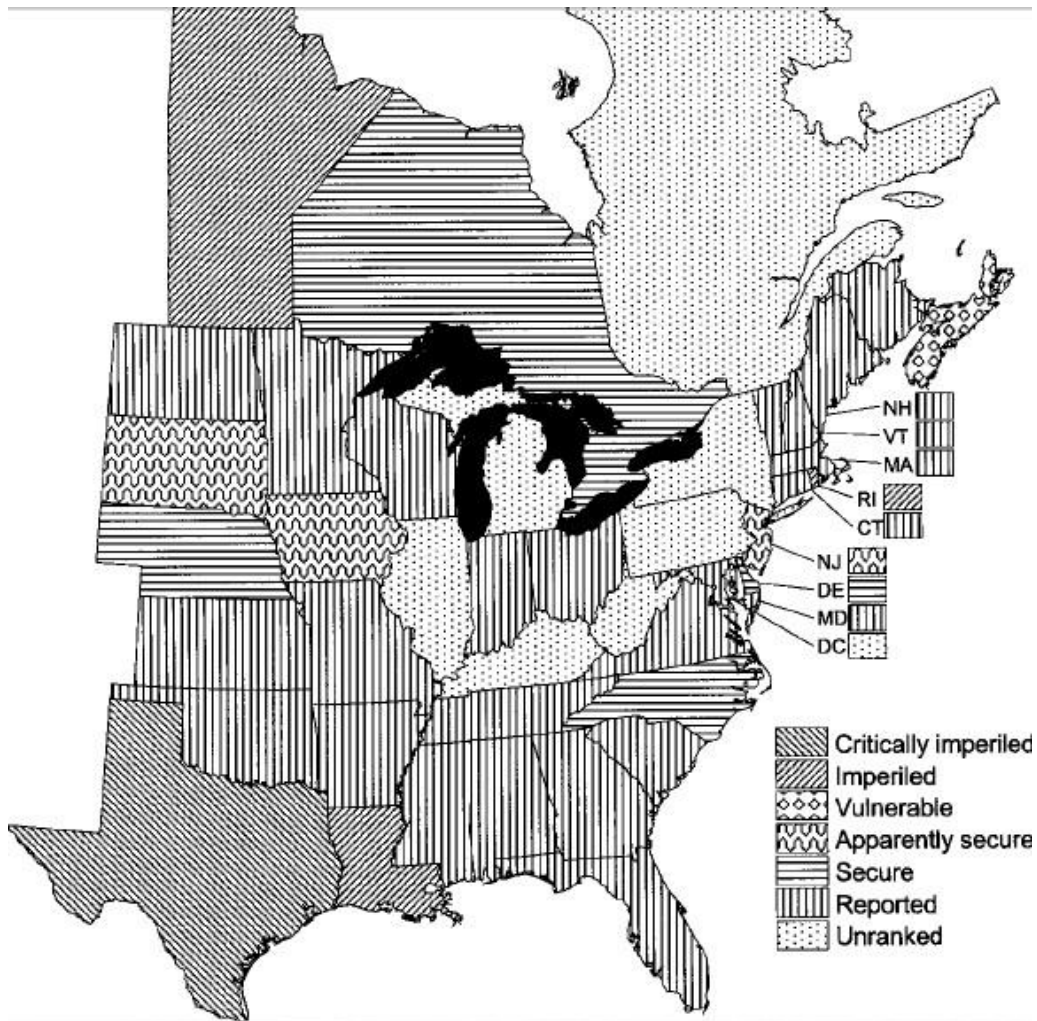 NH
VT
MA
RI
CT
NJ
DE
MD
DC
Critically imperiled
Imperiled
Vulnerable
Apparently secure
Secure
Reported
Unranked